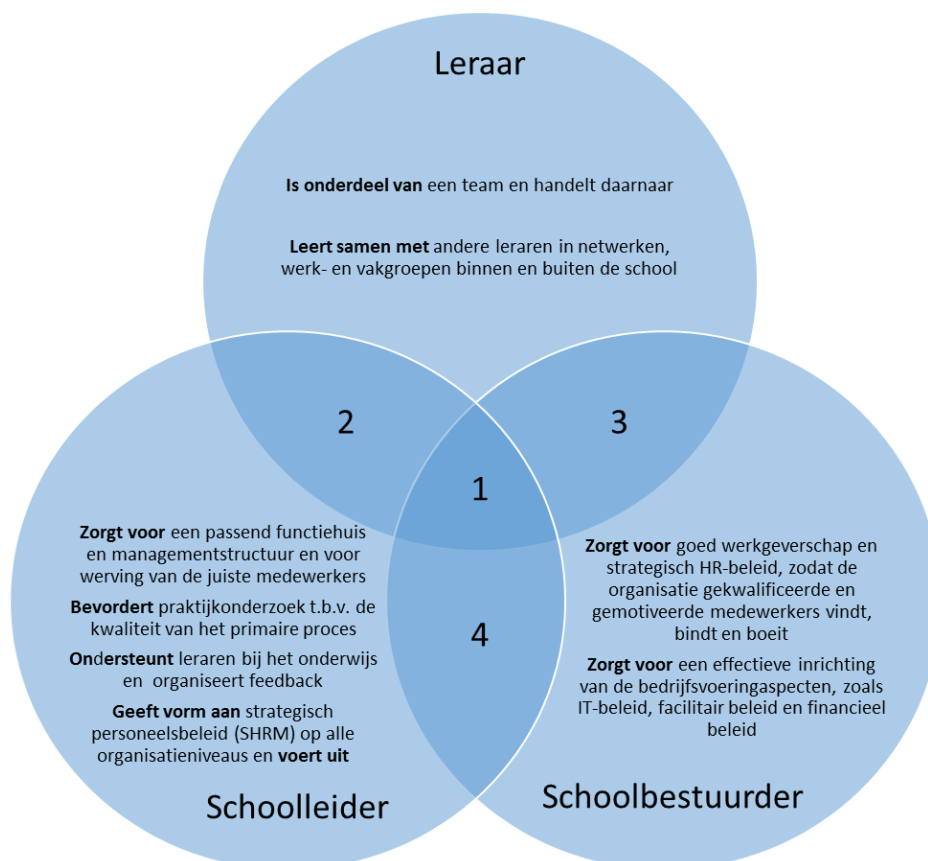 Leraar
Is onderdeel van een team en handelt daarnaar
Leert samen met andere leraren in netwerken,
werk- en vakgroepen binnen en buiten de school
2
3
1
Zorgt voor een passend functiehuis
en managementstructuur en voor
werving van de juiste medewerkers
Bevordert praktijkonderzoek t.b.v. de
kwaliteit van het primaire proces
Ondersteunt leraren bij het onderwijs
en organiseert feedback
Geeft vorm aan strategisch
personeelsbeleid (SHRM) op alle
organisatieniveaus en voert uit
Schoolleider
4
Zorgt voor goed werkgeverschap en
strategisch HR-beleid, zodat de
organisatie gekwalificeerde en
gemotiveerde medewerkers vindt,
bindt en boeit
Zorgt voor een effectieve inrichting
van de bedrijfsvoeringaspecten, zoals
IT-beleid, facilitair beleid en financieel
beleid
Schoolbestuurder